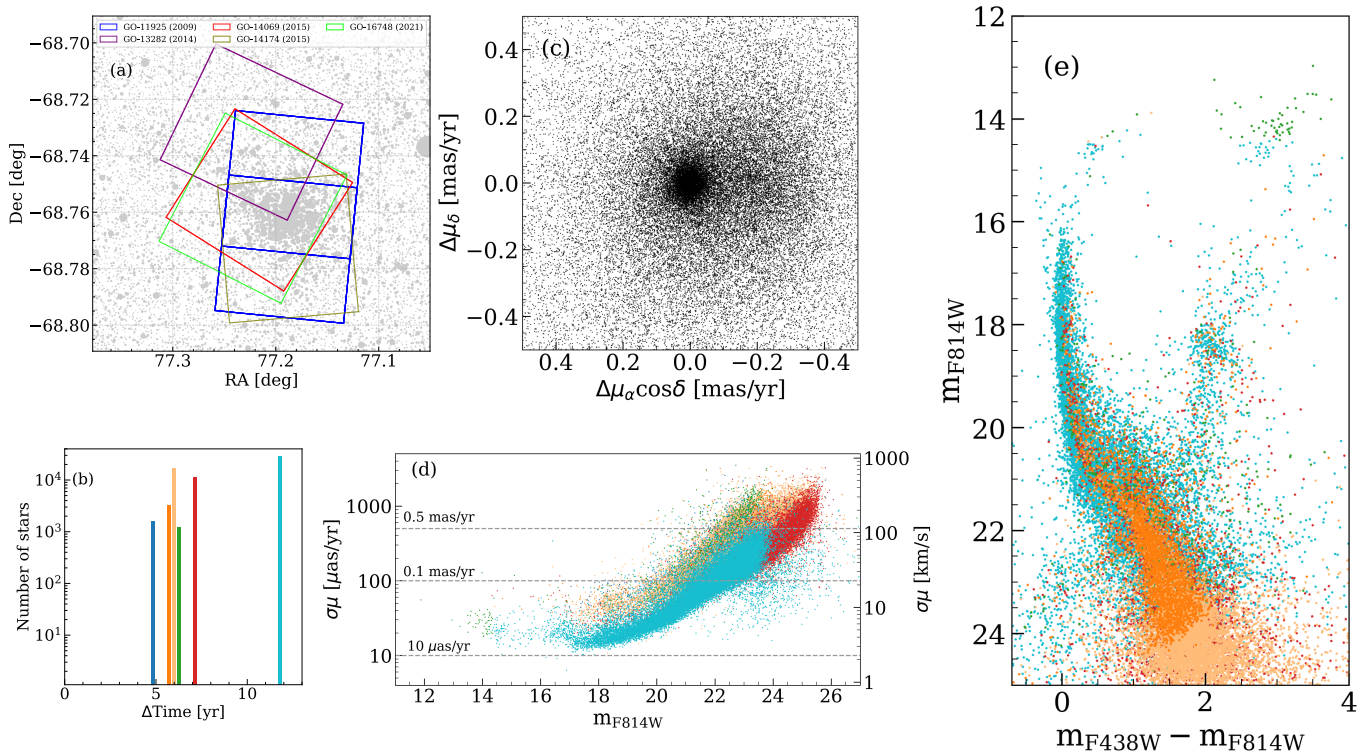 GO-11925 (2009) GO-14069 (2015) GO-16748 (2021)
GO-13282 (2014) GO-14174 (2015)
(a)
−68.70
−68.72
−68.74
−68.76
−68.78
−68.80
Dec [deg]
77.3 77.2 77.1
RA [deg]
(c)
0.4
0.2
0.0
−0.2
−0.4
Δμδ [mas/yr]
0.4 0.2 0.0 −0.2 −0.4
Δμαcosδ [mas/yr]
(e)
12
14
16
18
20
22
24
mF814W
0 2 4
mF438W − mF814W
(b)
10⁴
10³
10²
10¹
Number of stars
0 5 10
ΔTime [yr]
(d)
1000
100
10
σμ [μas/yr]
0.5 mas/yr
0.1 mas/yr
10 μas/yr
1000
100
10
1
σμ [km/s]
12 14 16 18 20 22 24 26
mF814W